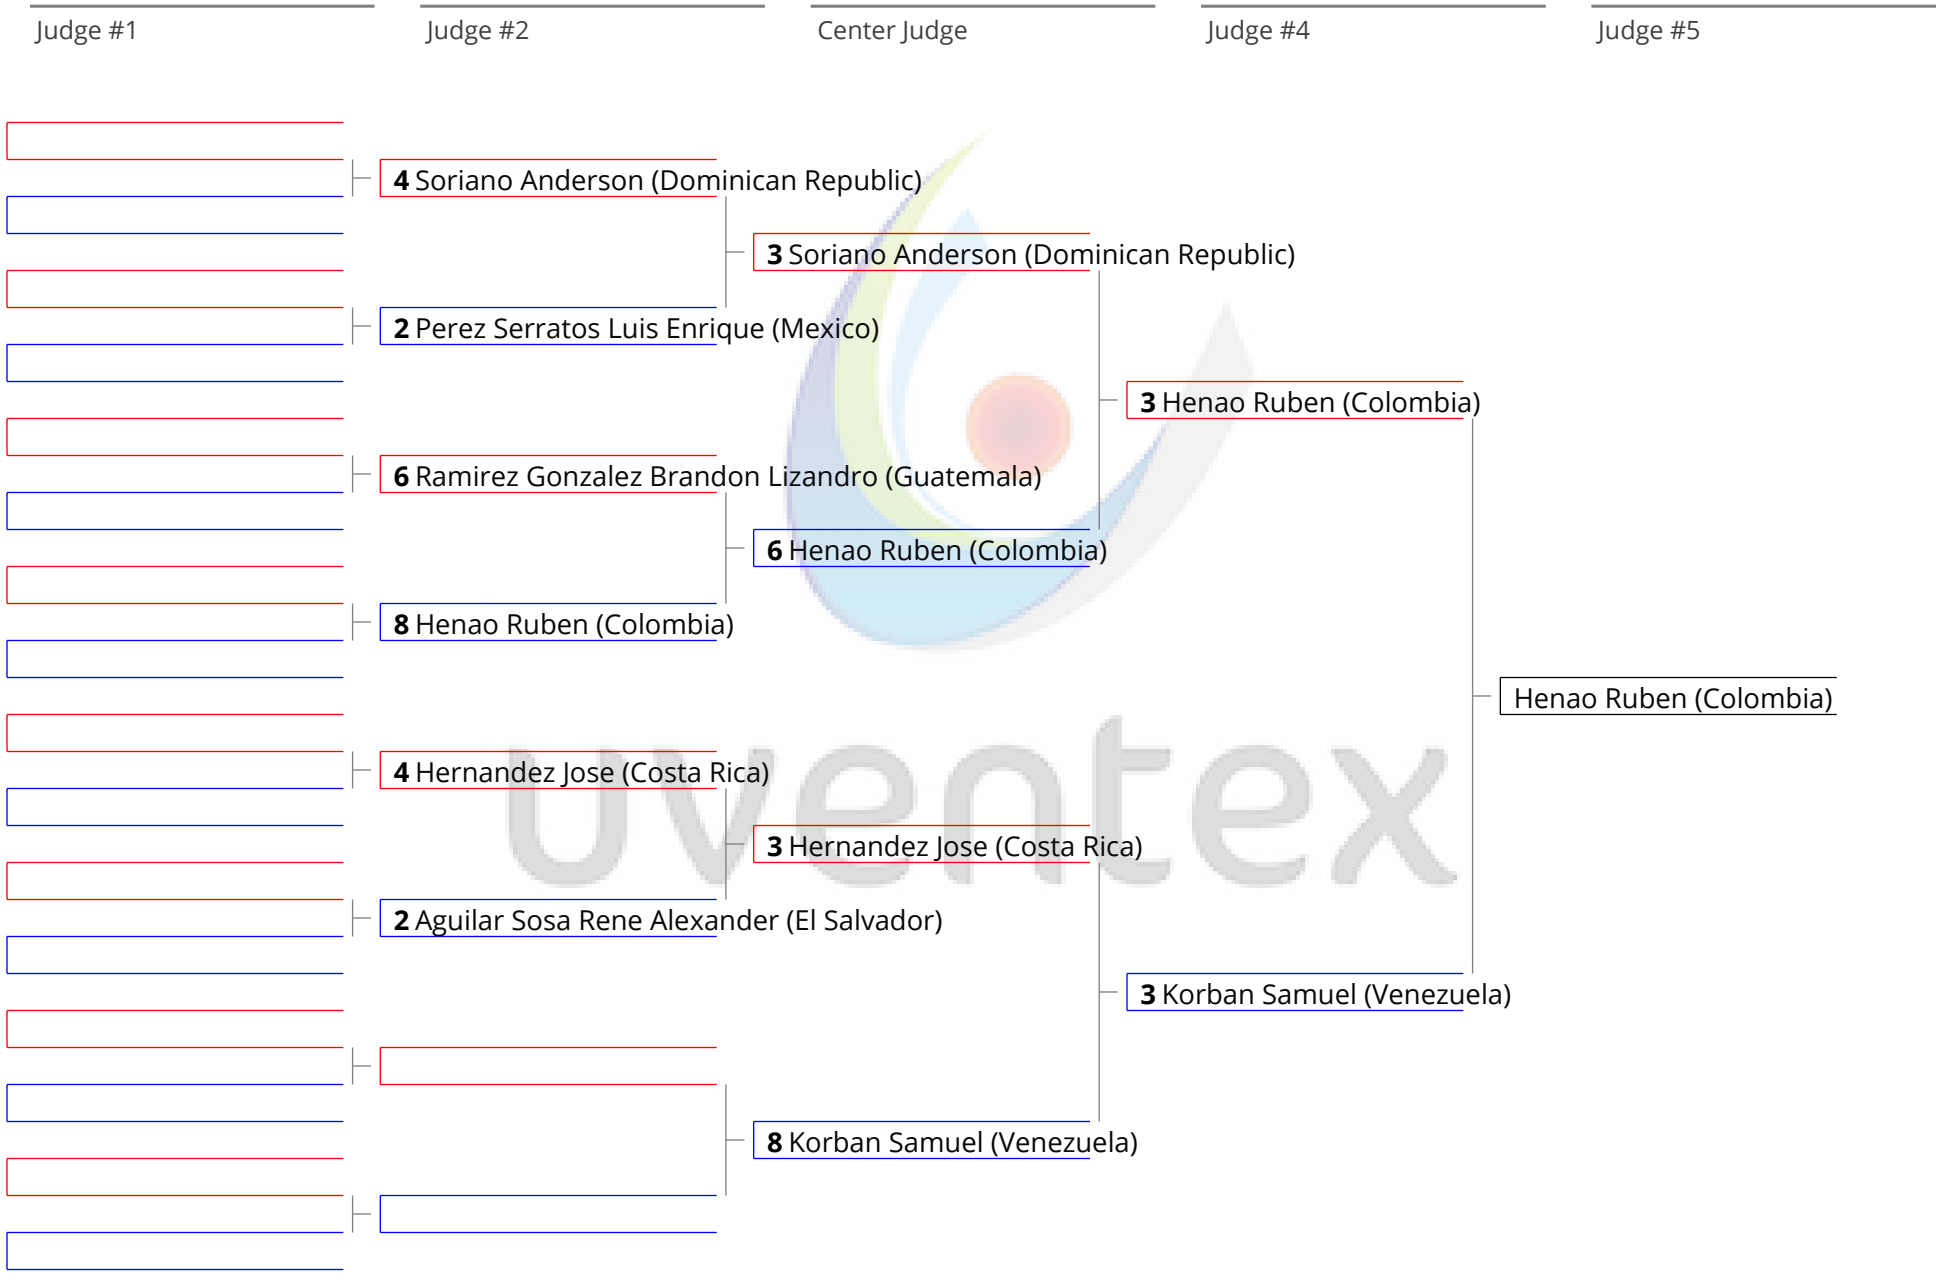 Judge #1
Judge #2
Center Judge
Judge #4
Judge #5
4 Soriano Anderson (Dominican Republic)
3 Soriano Anderson (Dominican Republic)
2 Perez Serratos Luis Enrique (Mexico)
3 Henao Ruben (Colombia)
6 Ramirez Gonzalez Brandon Lizandro (Guatemala)
6 Henao Ruben (Colombia)
8 Henao Ruben (Colombia)
Henao Ruben (Colombia)
4 Hernandez Jose (Costa Rica)
uventex
3 Hernandez Jose (Costa Rica)
2 Aguilar Sosa Rene Alexander (El Salvador)
3 Korban Samuel (Venezuela)
8 Korban Samuel (Venezuela)